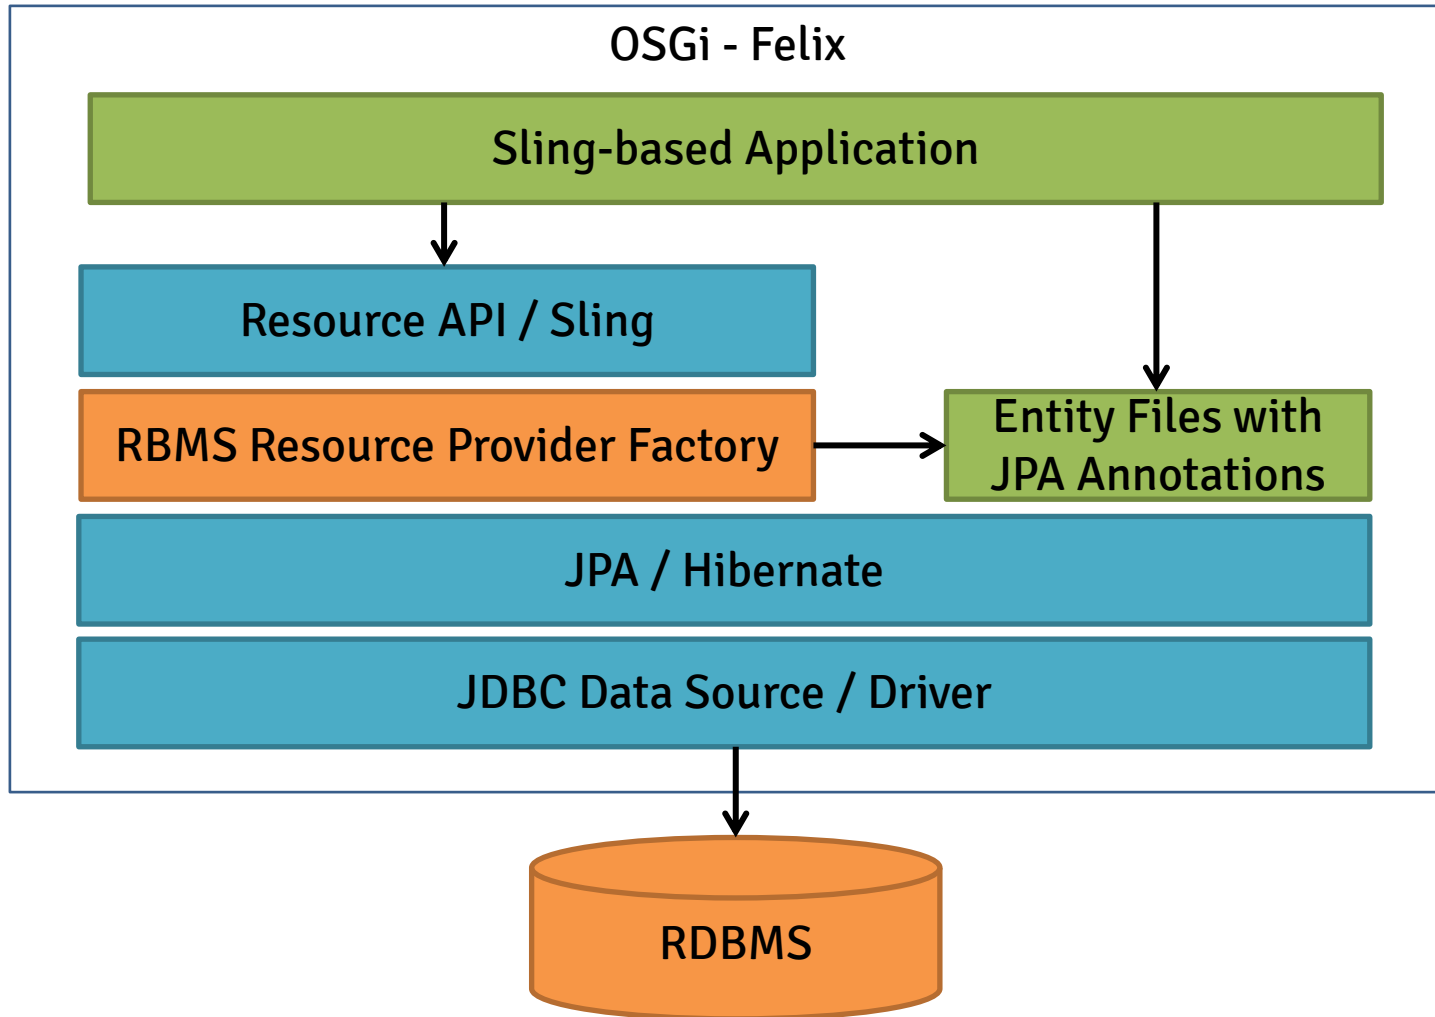 OSGi - Felix
Sling-based Application
Resource API / Sling
RBMS Resource Provider Factory
Entity Files with
JPA Annotations
JPA / Hibernate
JDBC Data Source / Driver
RDBMS